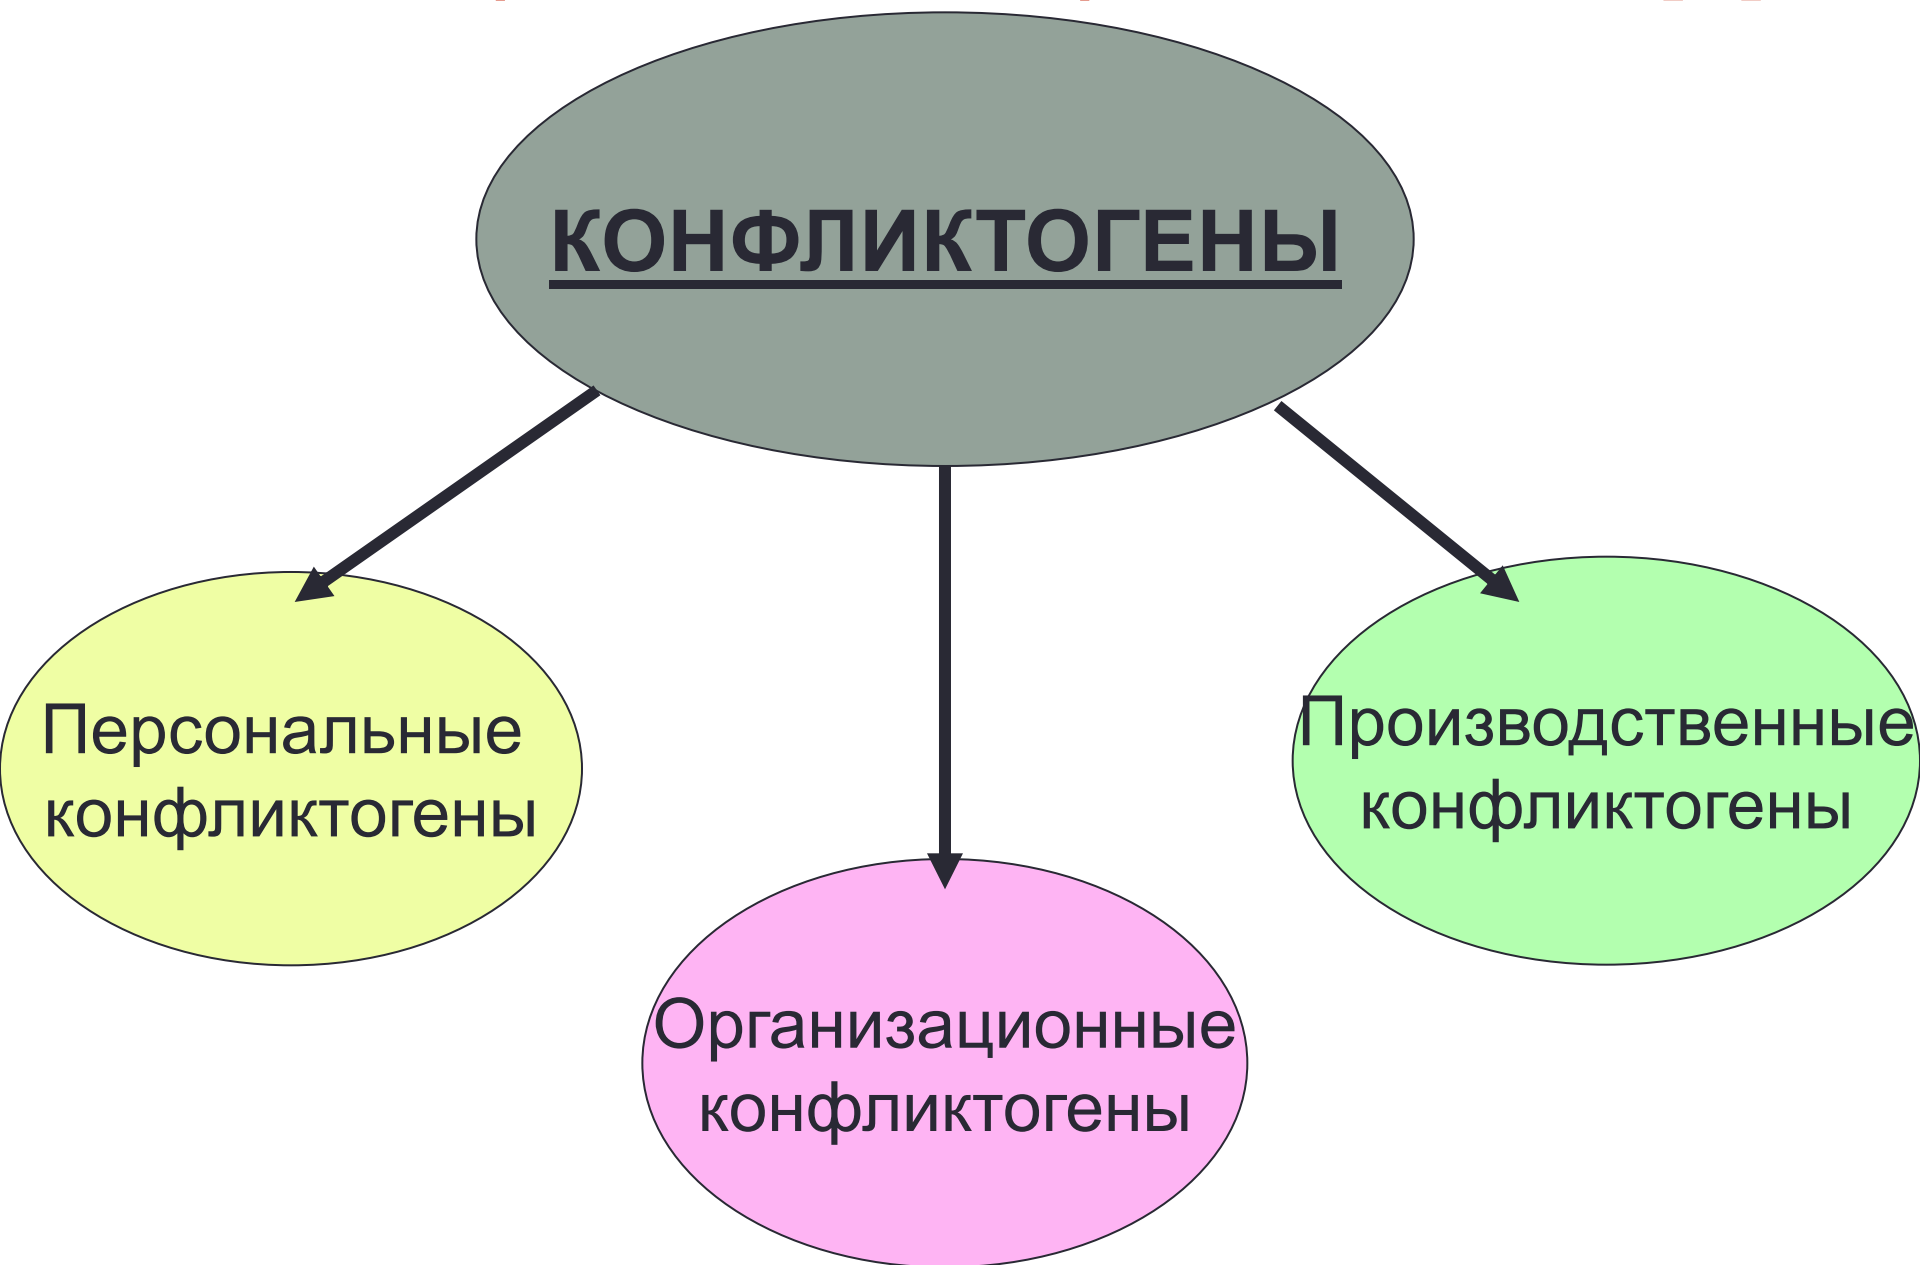 КОНФЛИКТОГЕНЫ
Персональные
конфликтогены
Организационные
конфликтогены
Производственные
конфликтогены